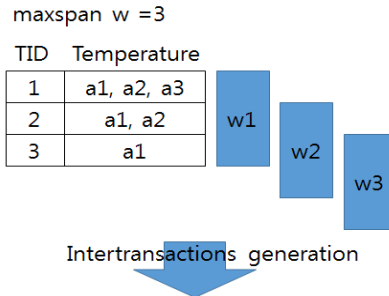 maxspan w =3
TID Temperature
1 a1, a2, a3
2 a1, a2
3 a1
w1
w2
w3
Intertransactions generation